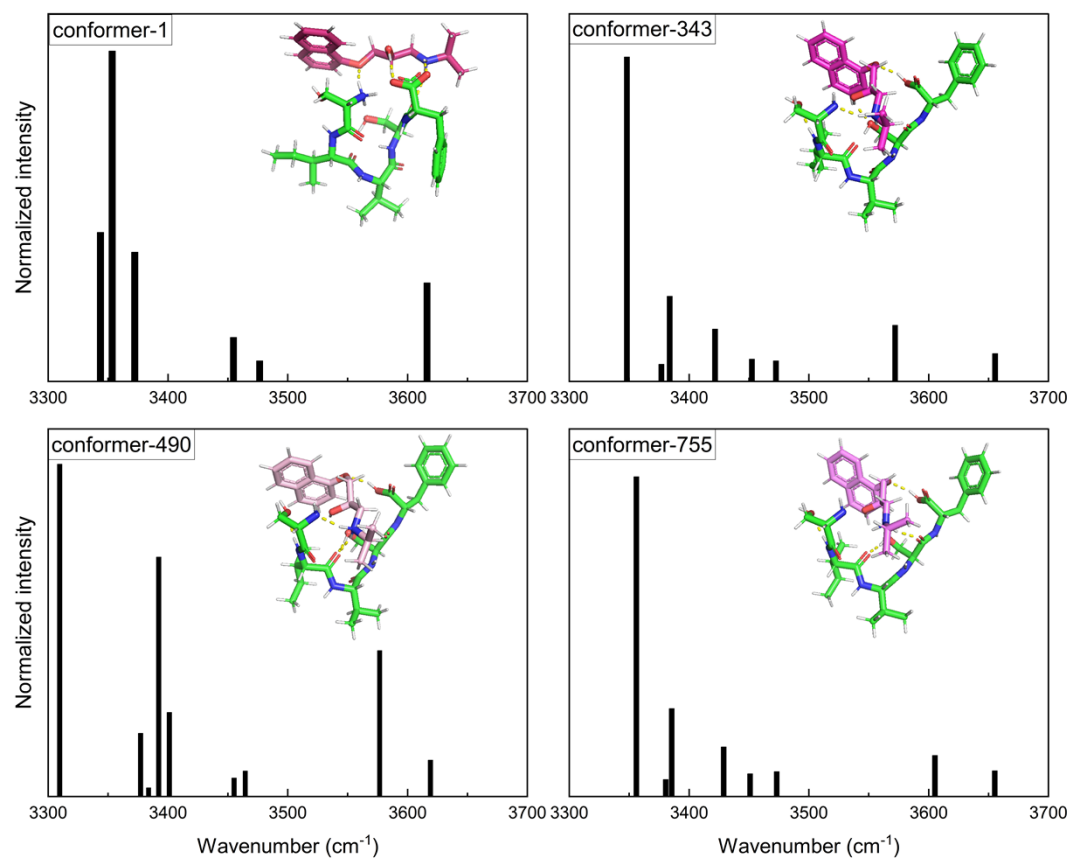 conformer-1
Normalized intensity
3300 3400 3500 3600 3700
conformer-343
3300 3400 3500 3600 3700
conformer-490
Normalized intensity
3300 3400 3500 3600 3700
Wavenumber (cm⁻¹)
conformer-755
3300 3400 3500 3600 3700
Wavenumber (cm⁻¹)